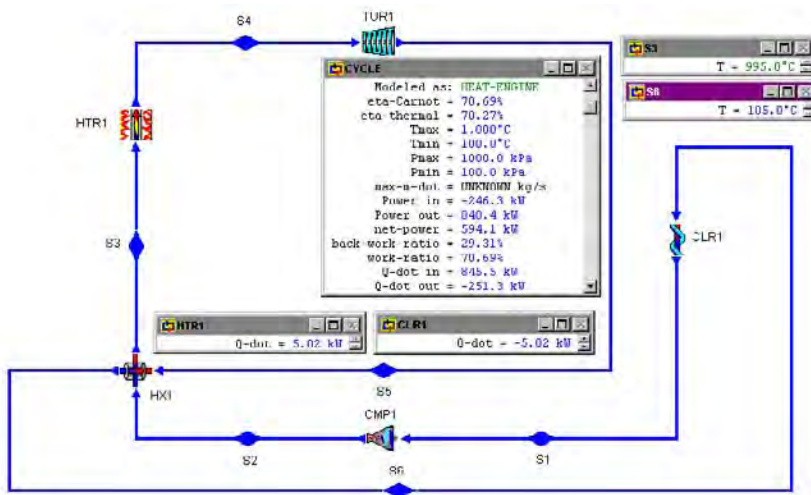 S4
TUR1
CYCLE
Modeled as: HEAT-ENGINE
eta-Carnot = 70.69%
eta-thermal = 70.27%
Tmax = 1.000°C
Tmin = 100.0°C
Pmax = 1000.0 kPa
Pmin = 100.0 kPa
max-m-dot = UNKNOWN kg/s
Power in = -246.3 kW
Power out = 840.4 kW
net-power = 594.1 kW
back work ratio = 29.31%
work-ratio = 70.69%
Q-dot in = 845.5 kW
Q-dot out = -251.3 kW
S3
T = 995.0°C
S6
T = 105.0°C
HTR1
S3
CLR1
HTR1
Q-dot = 5.02 kW
CLR1
Q-dot = -5.02 kW
HX1
S5
CMP1
S2
S1
S6